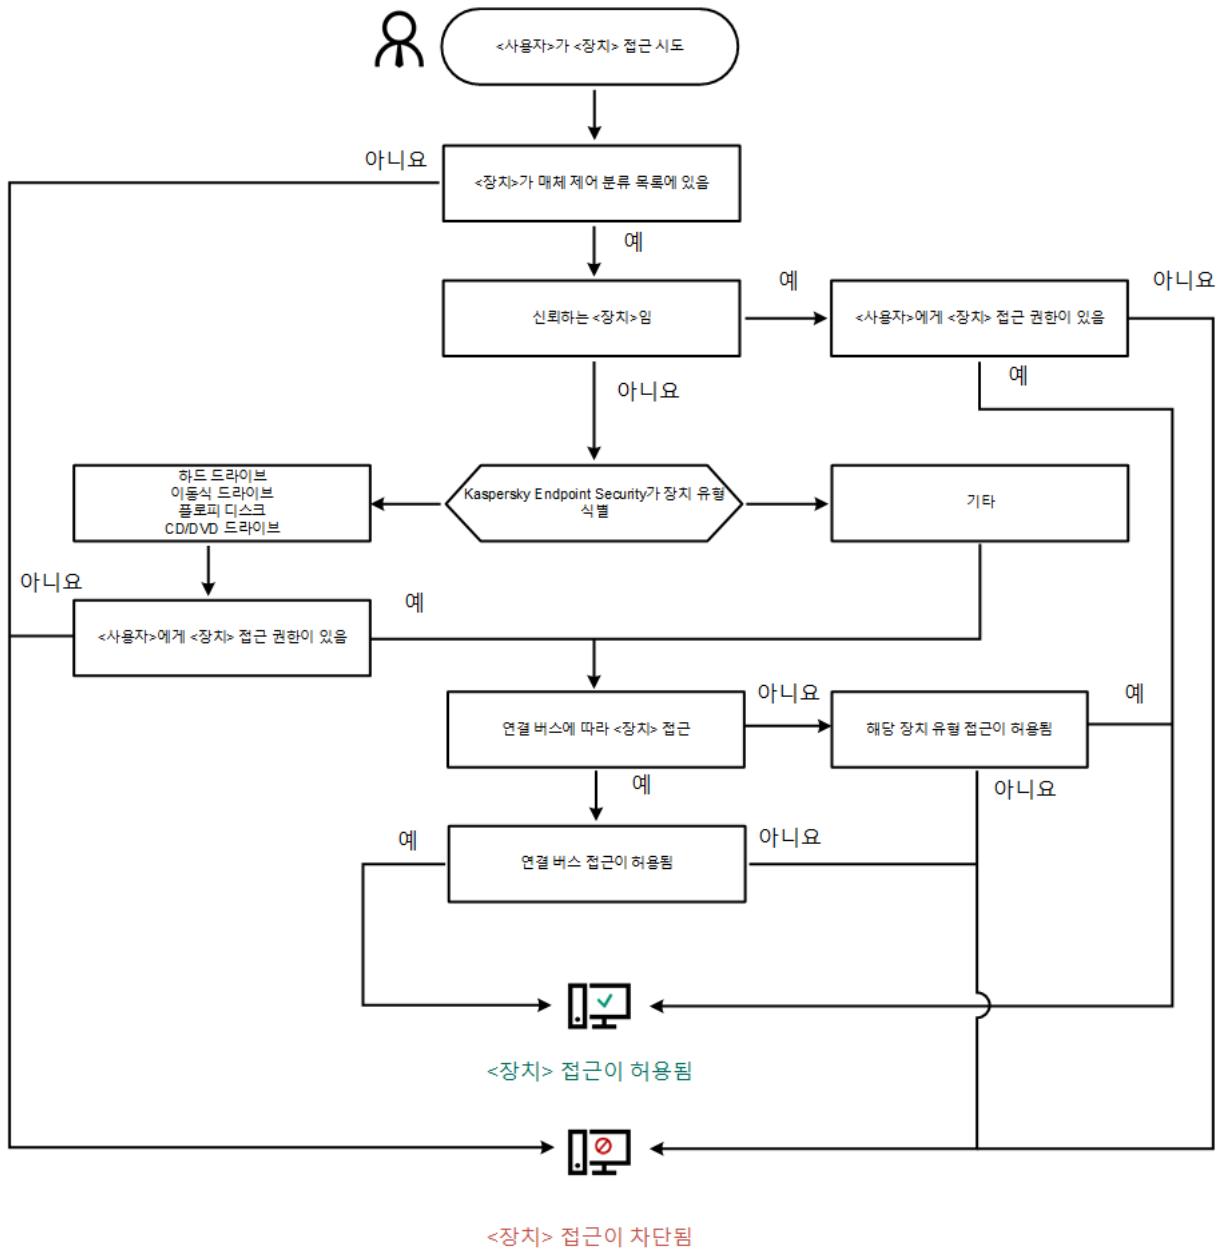 <사용자>가 <장치> 접근 시도
아니요
<장치>가 매체 제어 분류 목록에 있음
예
신뢰하는 <장치>임
예
<사용자>에게 <장치> 접근 권한이 있음
아니요
예
아니요
하드 드라이브
이동식 드라이브
플로피 디스크
CD/DVD 드라이브
Kaspersky Endpoint Security가 장치 유형
식별
기타
아니요
<사용자>에게 <장치> 접근 권한이 있음
예
연결 버스에 따라 <장치> 접근
아니요
해당 장치 유형 접근이 허용됨
예
예
아니요
예
연결 버스 접근이 허용됨
아니요
<장치> 접근이 허용됨
<장치> 접근이 차단됨